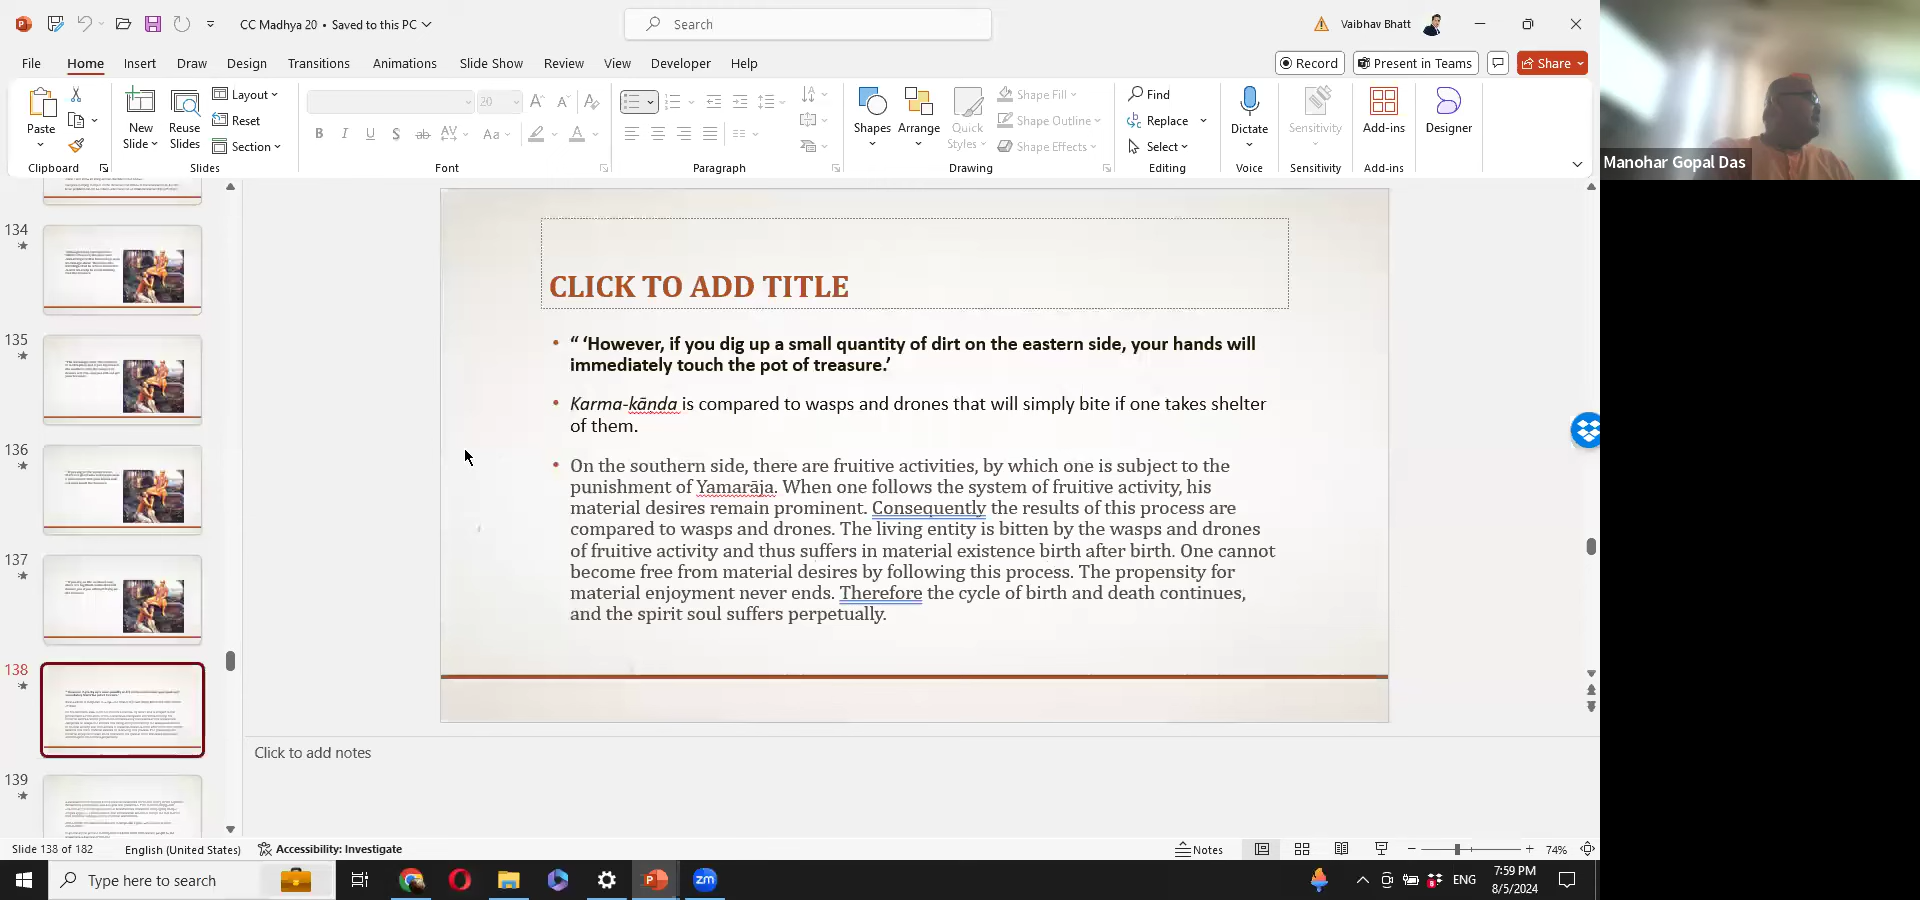 CC Madhya 20 • Saved to this PC
Search
Vaibhav Bhatt
File Home Insert Draw Design Transitions Animations Slide Show Review View Developer Help
Record
Present in Teams
Share
Paste
New Slide
Reuse Slides
Layout
Reset
Section
20
Shapes
Arrange
Quick Styles
Shape Fill
Shape Outline
Shape Effects
Find
Replace
Select
Dictate
Sensitivity
Add-ins
Designer
Clipboard Slides Font Paragraph Drawing Editing Voice Sensitivity Add-ins
Manohar Gopal Das
134
135
136
137
138
139
CLICK TO ADD TITLE
• “ ‘However, if you dig up a small quantity of dirt on the eastern side, your hands will
immediately touch the pot of treasure.’
• Karma-kāṇḍa is compared to wasps and drones that will simply bite if one takes shelter
of them.
• On the southern side, there are fruitive activities, by which one is subject to the
punishment of Yamarāja. When one follows the system of fruitive activity, his
material desires remain prominent. Consequently the results of this process are
compared to wasps and drones. The living entity is bitten by the wasps and drones
of fruitive activity and thus suffers in material existence birth after birth. One cannot
become free from material desires by following this process. The propensity for
material enjoyment never ends. Therefore the cycle of birth and death continues,
and the spirit soul suffers perpetually.
Click to add notes
Slide 138 of 182 English (United States) Accessibility: Investigate Notes 74%
Type here to search
zm
ENG
7:59 PM
8/5/2024